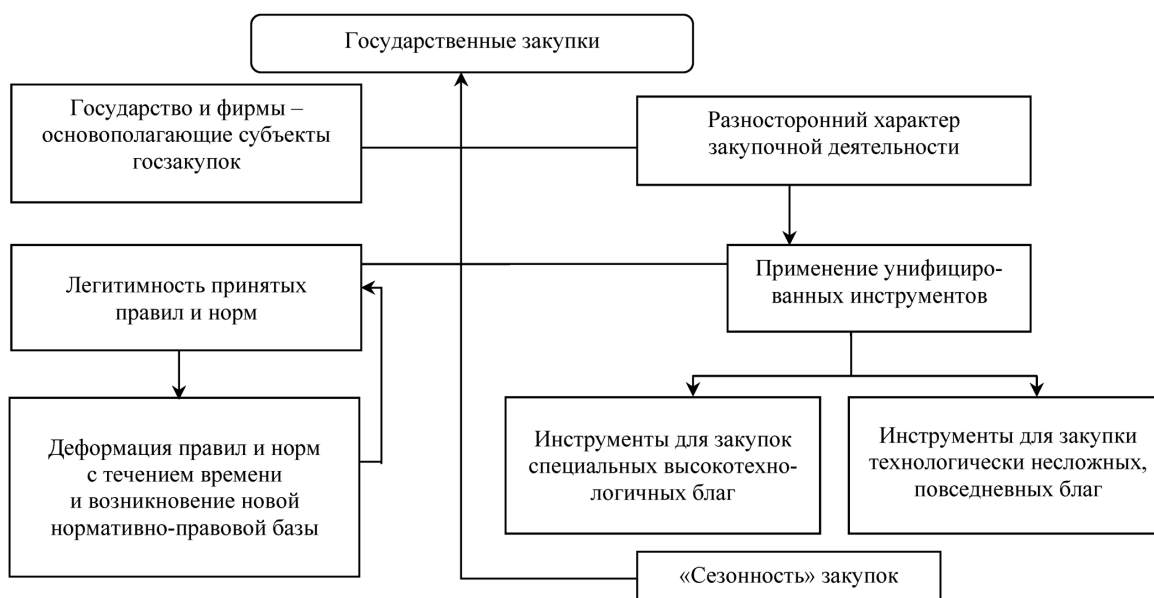 Государственные закупки
Государство и фирмы –
основополагающие субъекты
госзакупок
Разносторонний характер
закупочной деятельности
Легитимность принятых
правил и норм
Применение унифициро-
ванных инструментов
Деформация правил и норм
с течением времени
и возникновение новой
нормативно-правовой базы
Инструменты для закупок
специальных высокотехно-
логичных благ
Инструменты для закупки
технологически несложных,
повседневных благ
«Сезонность» закупок